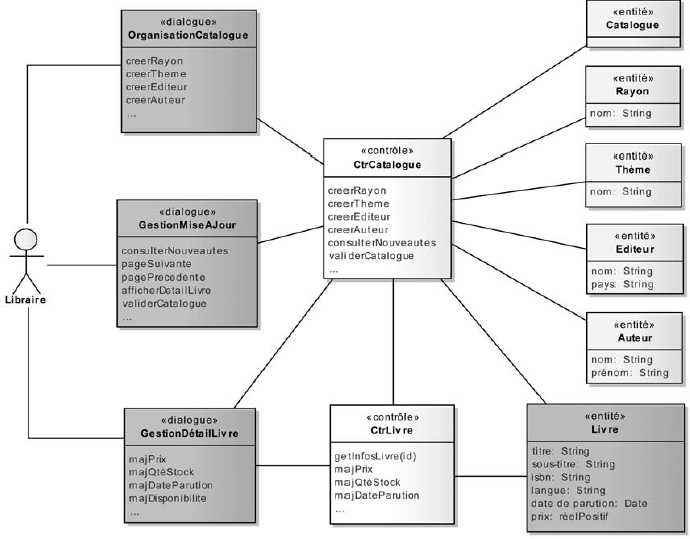 «dialogue»
OrganisationCatalogue
creerRayon
creerTheme
creerEditeur
creerAuteur
...
«dialogue»
GestionMiseAJour
consulterNouveautes
pageSuivante
pagePrecedente
afficherDetailLivre
validerCatalogue
...
Libraire
«dialogue»
GestionDétailLivre
majPrix
majQtéStock
majDateParution
majDisponibilite
...
«contrôle»
CtrCatalogue
creerRayon
creerTheme
creerEditeur
creerAuteur
consulterNouveautes
validerCatalogue
...
«contrôle»
CtrLivre
getInfosLivre(id)
majPrix
majQtéStock
majDateParution
...
«entité»
Catalogue
«entité»
Rayon
nom: String
«entité»
Thème
nom: String
«entité»
Editeur
nom: String
pays: String
«entité»
Auteur
nom: String
prénom: String
«entité»
Livre
titre: String
sous-titre: String
isbn: String
langue: String
date de parution: Date
prix: réelPositif